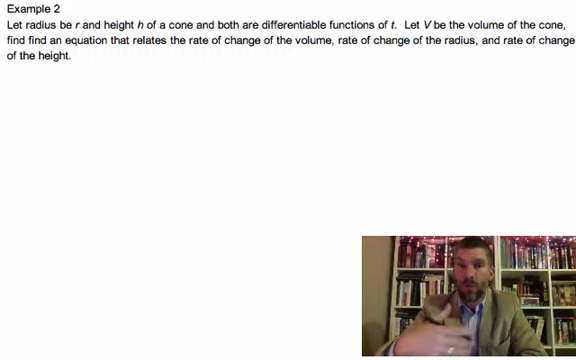 Example 2
Let radius be r and height h of a cone and both are differentiable functions of t. Let V be the volume of the cone,
find find an equation that relates the rate of change of the volume, rate of change of the radius, and rate of change
of the height.